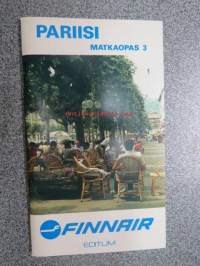 PARIISI
MATKAOPAS 3
FINNAIR
EDITUM